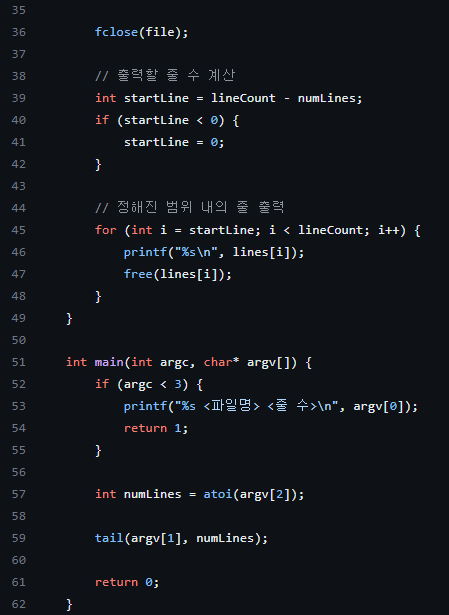 35
36         fclose(file);
37
38         // 출력할 줄 수 계산
39         int startLine = lineCount - numLines;
40         if (startLine < 0) {
41             startLine = 0;
42         }
43
44         // 정해진 범위 내의 줄 출력
45         for (int i = startLine; i < lineCount; i++) {
46             printf("%s\n", lines[i]);
47             free(lines[i]);
48         }
49     }
50
51     int main(int argc, char* argv[]) {
52         if (argc < 3) {
53             printf("%s <파일명> <줄 수>\n", argv[0]);
54             return 1;
55         }
56
57         int numLines = atoi(argv[2]);
58
59         tail(argv[1], numLines);
60
61         return 0;
62     }